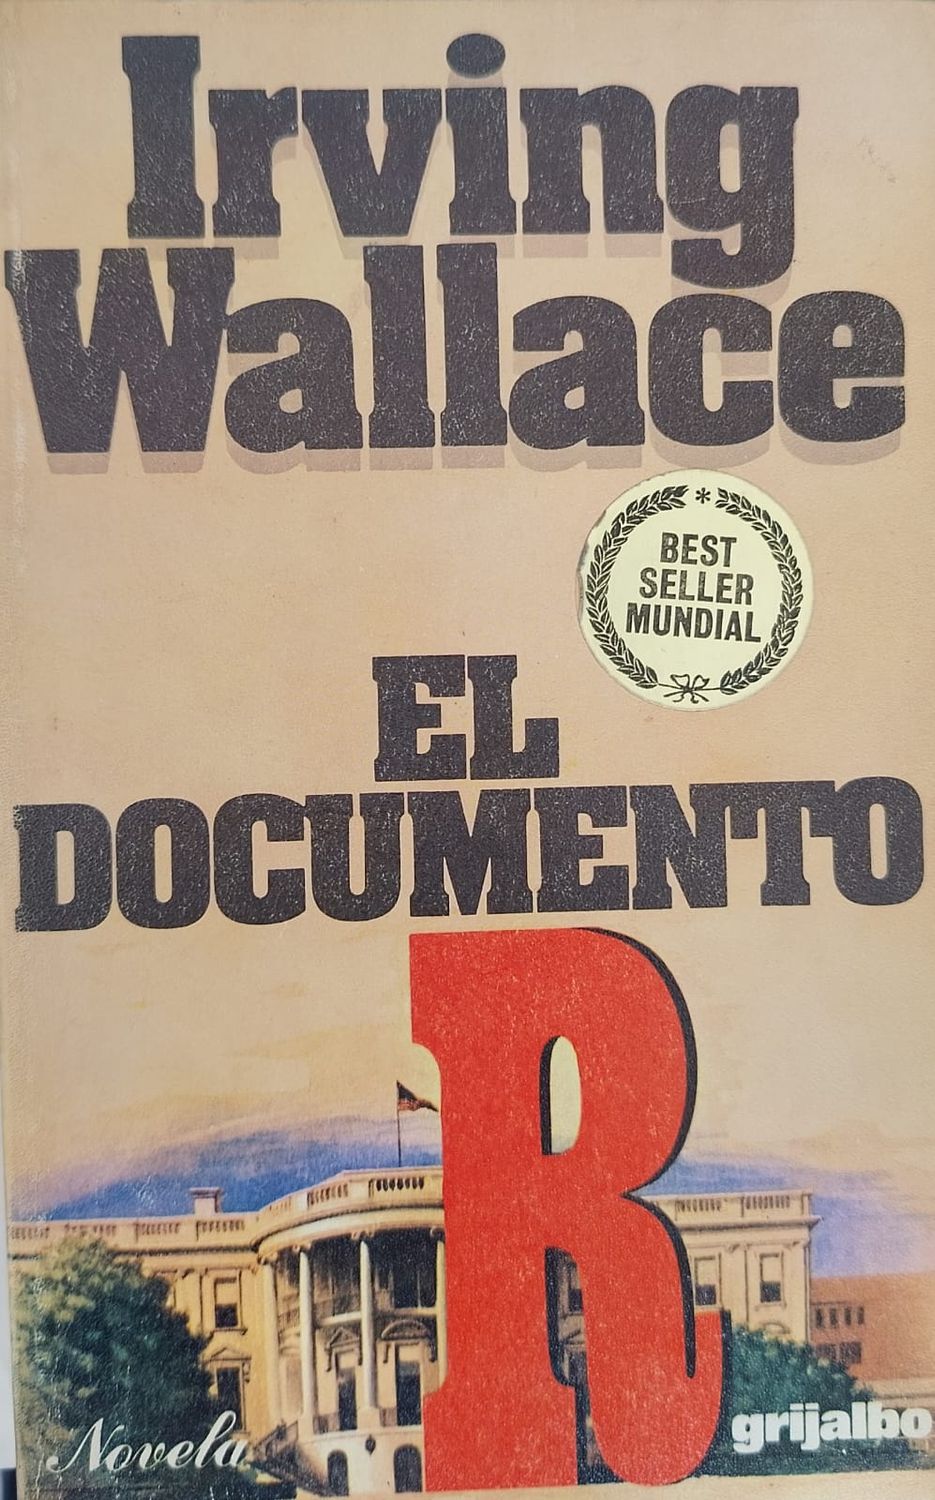 Irving
Wallace
BEST
SELLER
MUNDIAL
EL
DOCUMENTO
R
Novela
grijalbo